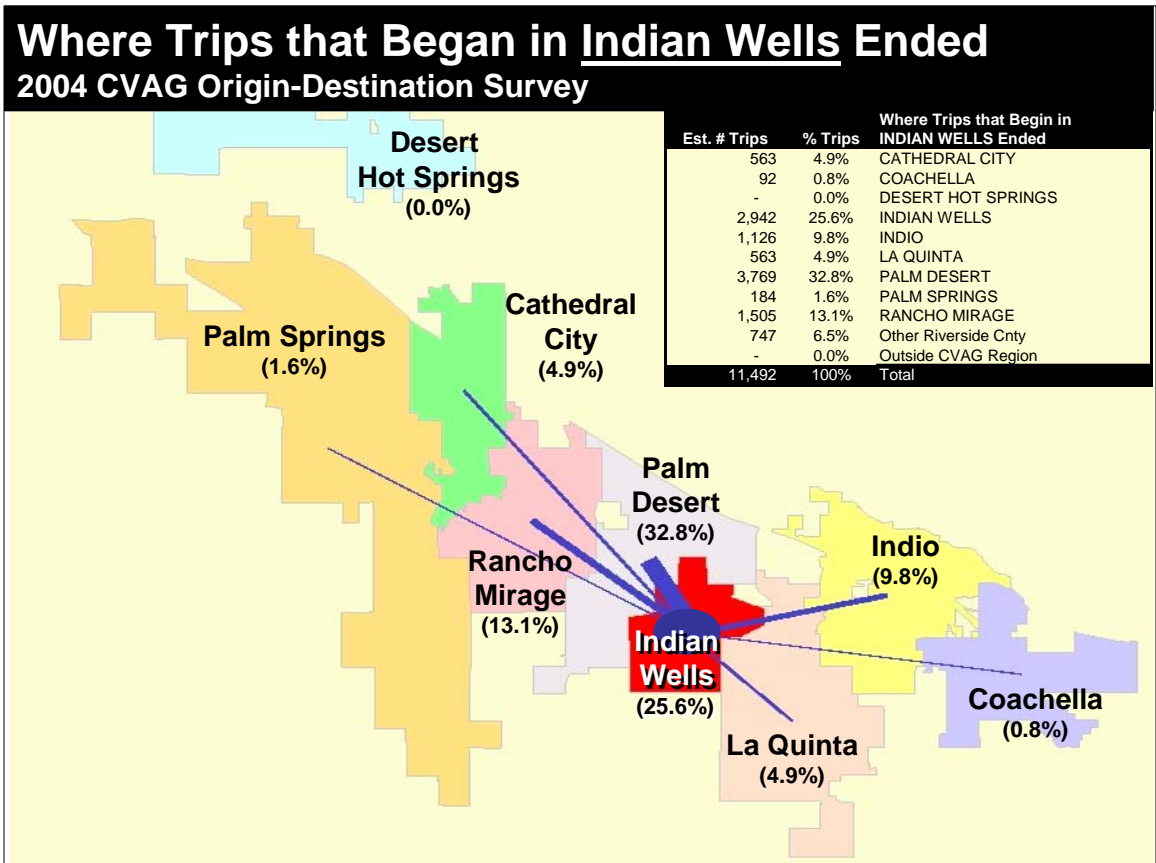 Where Trips that Began in Indian Wells Ended
2004 CVAG Origin-Destination Survey
Where Trips that Begin in
Est. # Trips % Trips INDIAN WELLS Ended
563 4.9% CATHEDRAL CITY
92 0.8% COACHELLA
- 0.0% DESERT HOT SPRINGS
2,942 25.6% INDIAN WELLS
1,126 9.8% INDIO
563 4.9% LA QUINTA
3,769 32.8% PALM DESERT
184 1.6% PALM SPRINGS
1,505 13.1% RANCHO MIRAGE
747 6.5% Other Riverside Cnty
- 0.0% Outside CVAG Region
11,492 100% Total
Desert
Hot Springs
(0.0%)
Cathedral
City
(4.9%)
Palm Springs
(1.6%)
Palm
Desert
(32.8%)
Rancho
Mirage
(13.1%)
Indio
(9.8%)
Indian
Wells
(25.6%)
Coachella
(0.8%)
La Quinta
(4.9%)